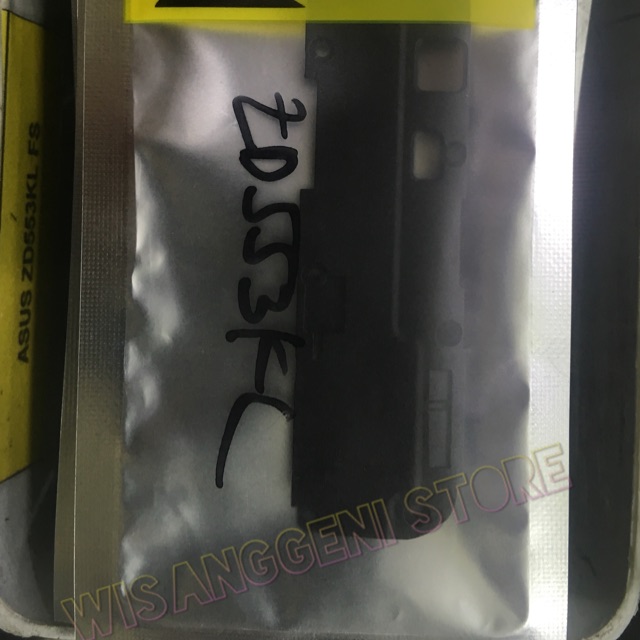 ASUS ZD553KL FS
ZD553KL
WISANGGENI STORE